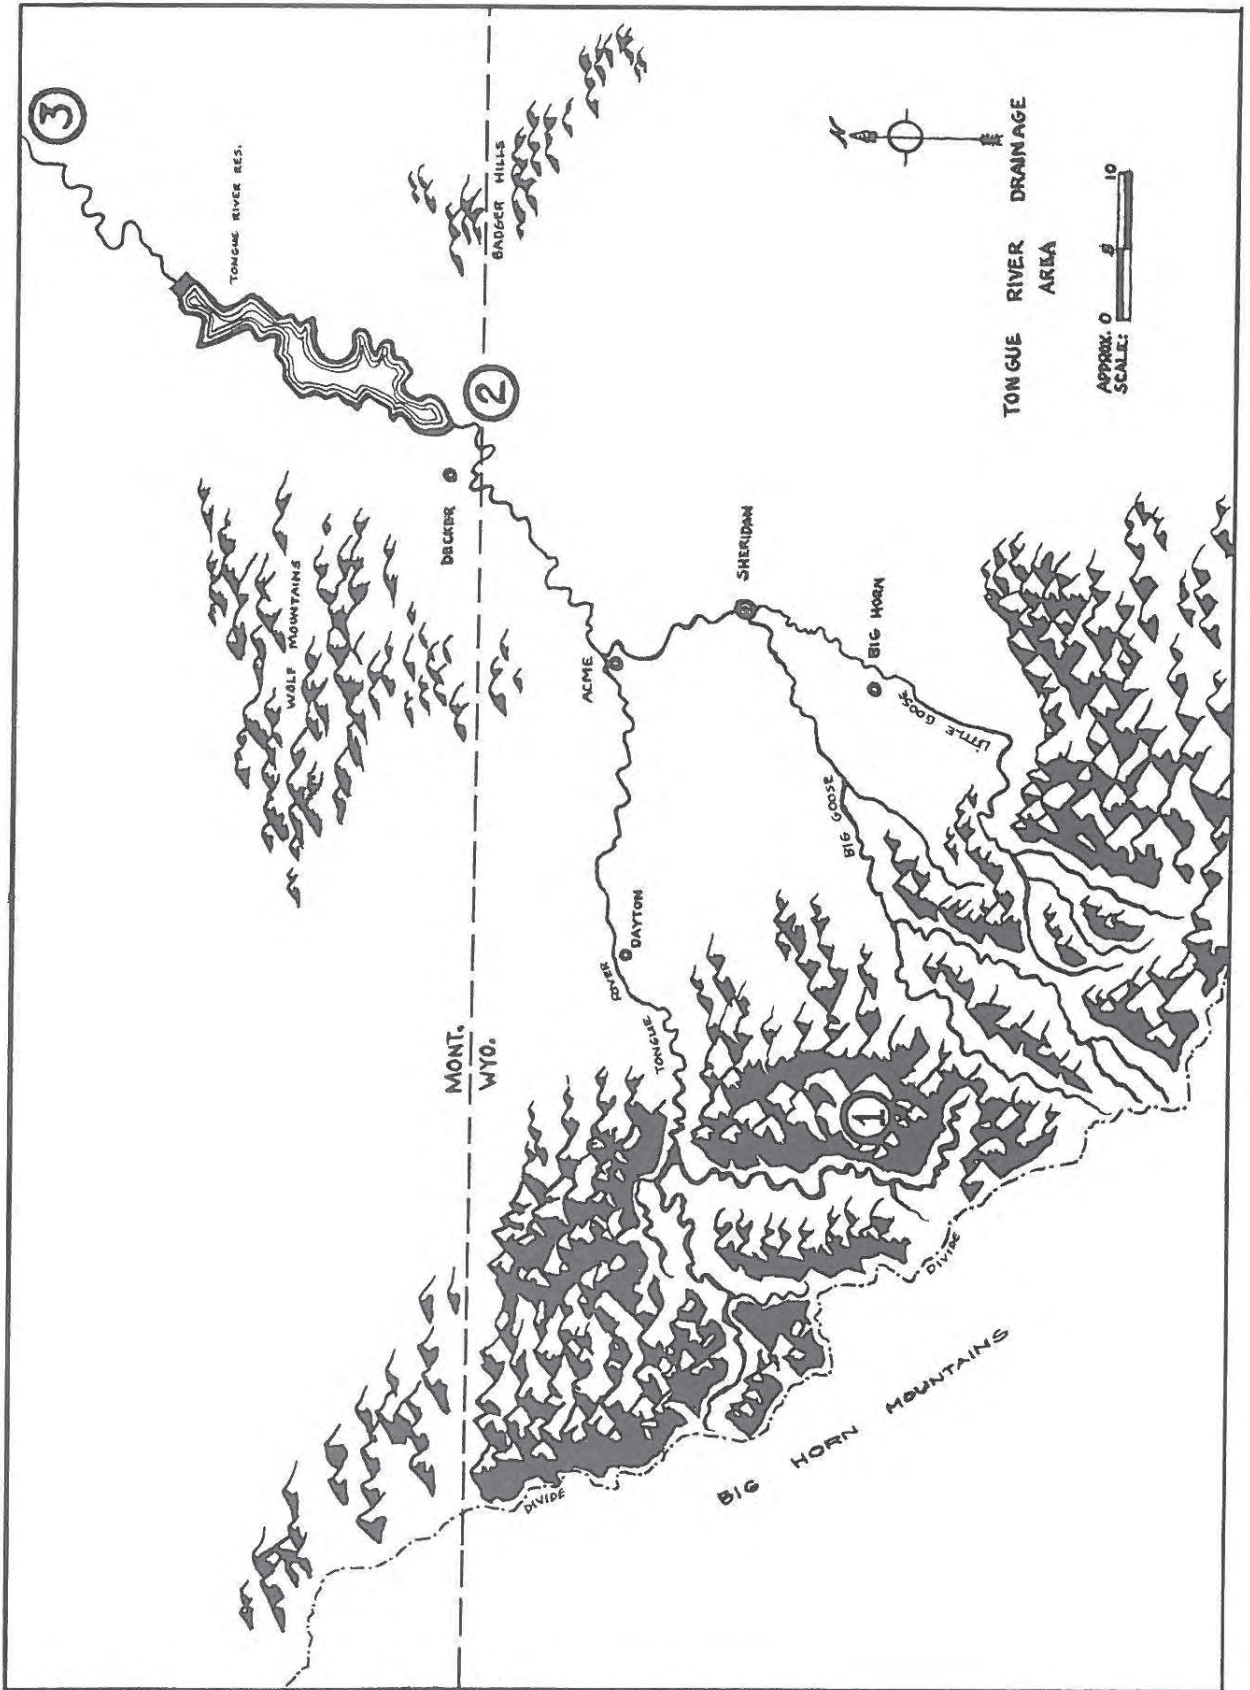 3
TONGUE RIVER RES.
WOLF MOUNTAINS
DECKER
2
BADGER HILLS
MONT.
WYO.
ACME
SHERIDAN
DAYTON
TONGUE RIVER
BIG HORN
BIG GOOSE
LITTLE GOOSE
1
DIVIDE
DIVIDE
BIG HORN MOUNTAINS
N
TONGUE RIVER DRAINAGE
AREA
APPROX.
SCALE:
0 5 10